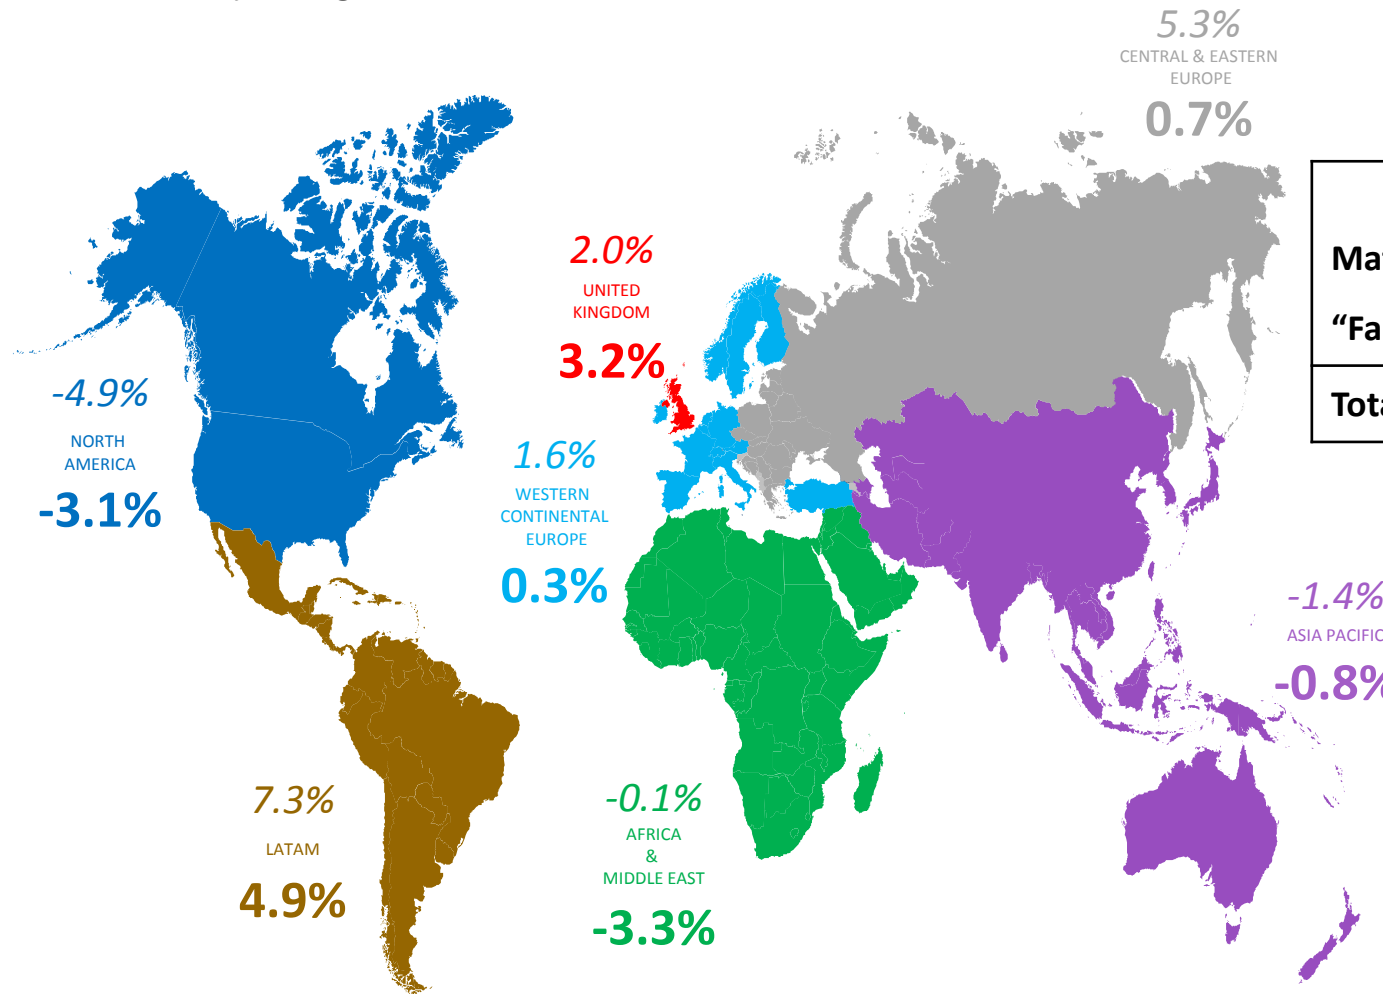 5.3%
CENTRAL & EASTERN
EUROPE
0.7%
2.0%
UNITED
KINGDOM
3.2%
-4.9%
NORTH
AMERICA
-3.1%
1.6%
WESTERN
CONTINENTAL
EUROPE
0.3%
-1.4%
ASIA PACIFIC
-0.8%
7.3%
LATAM
4.9%
-0.1%
AFRICA
&
MIDDLE EAST
-3.3%